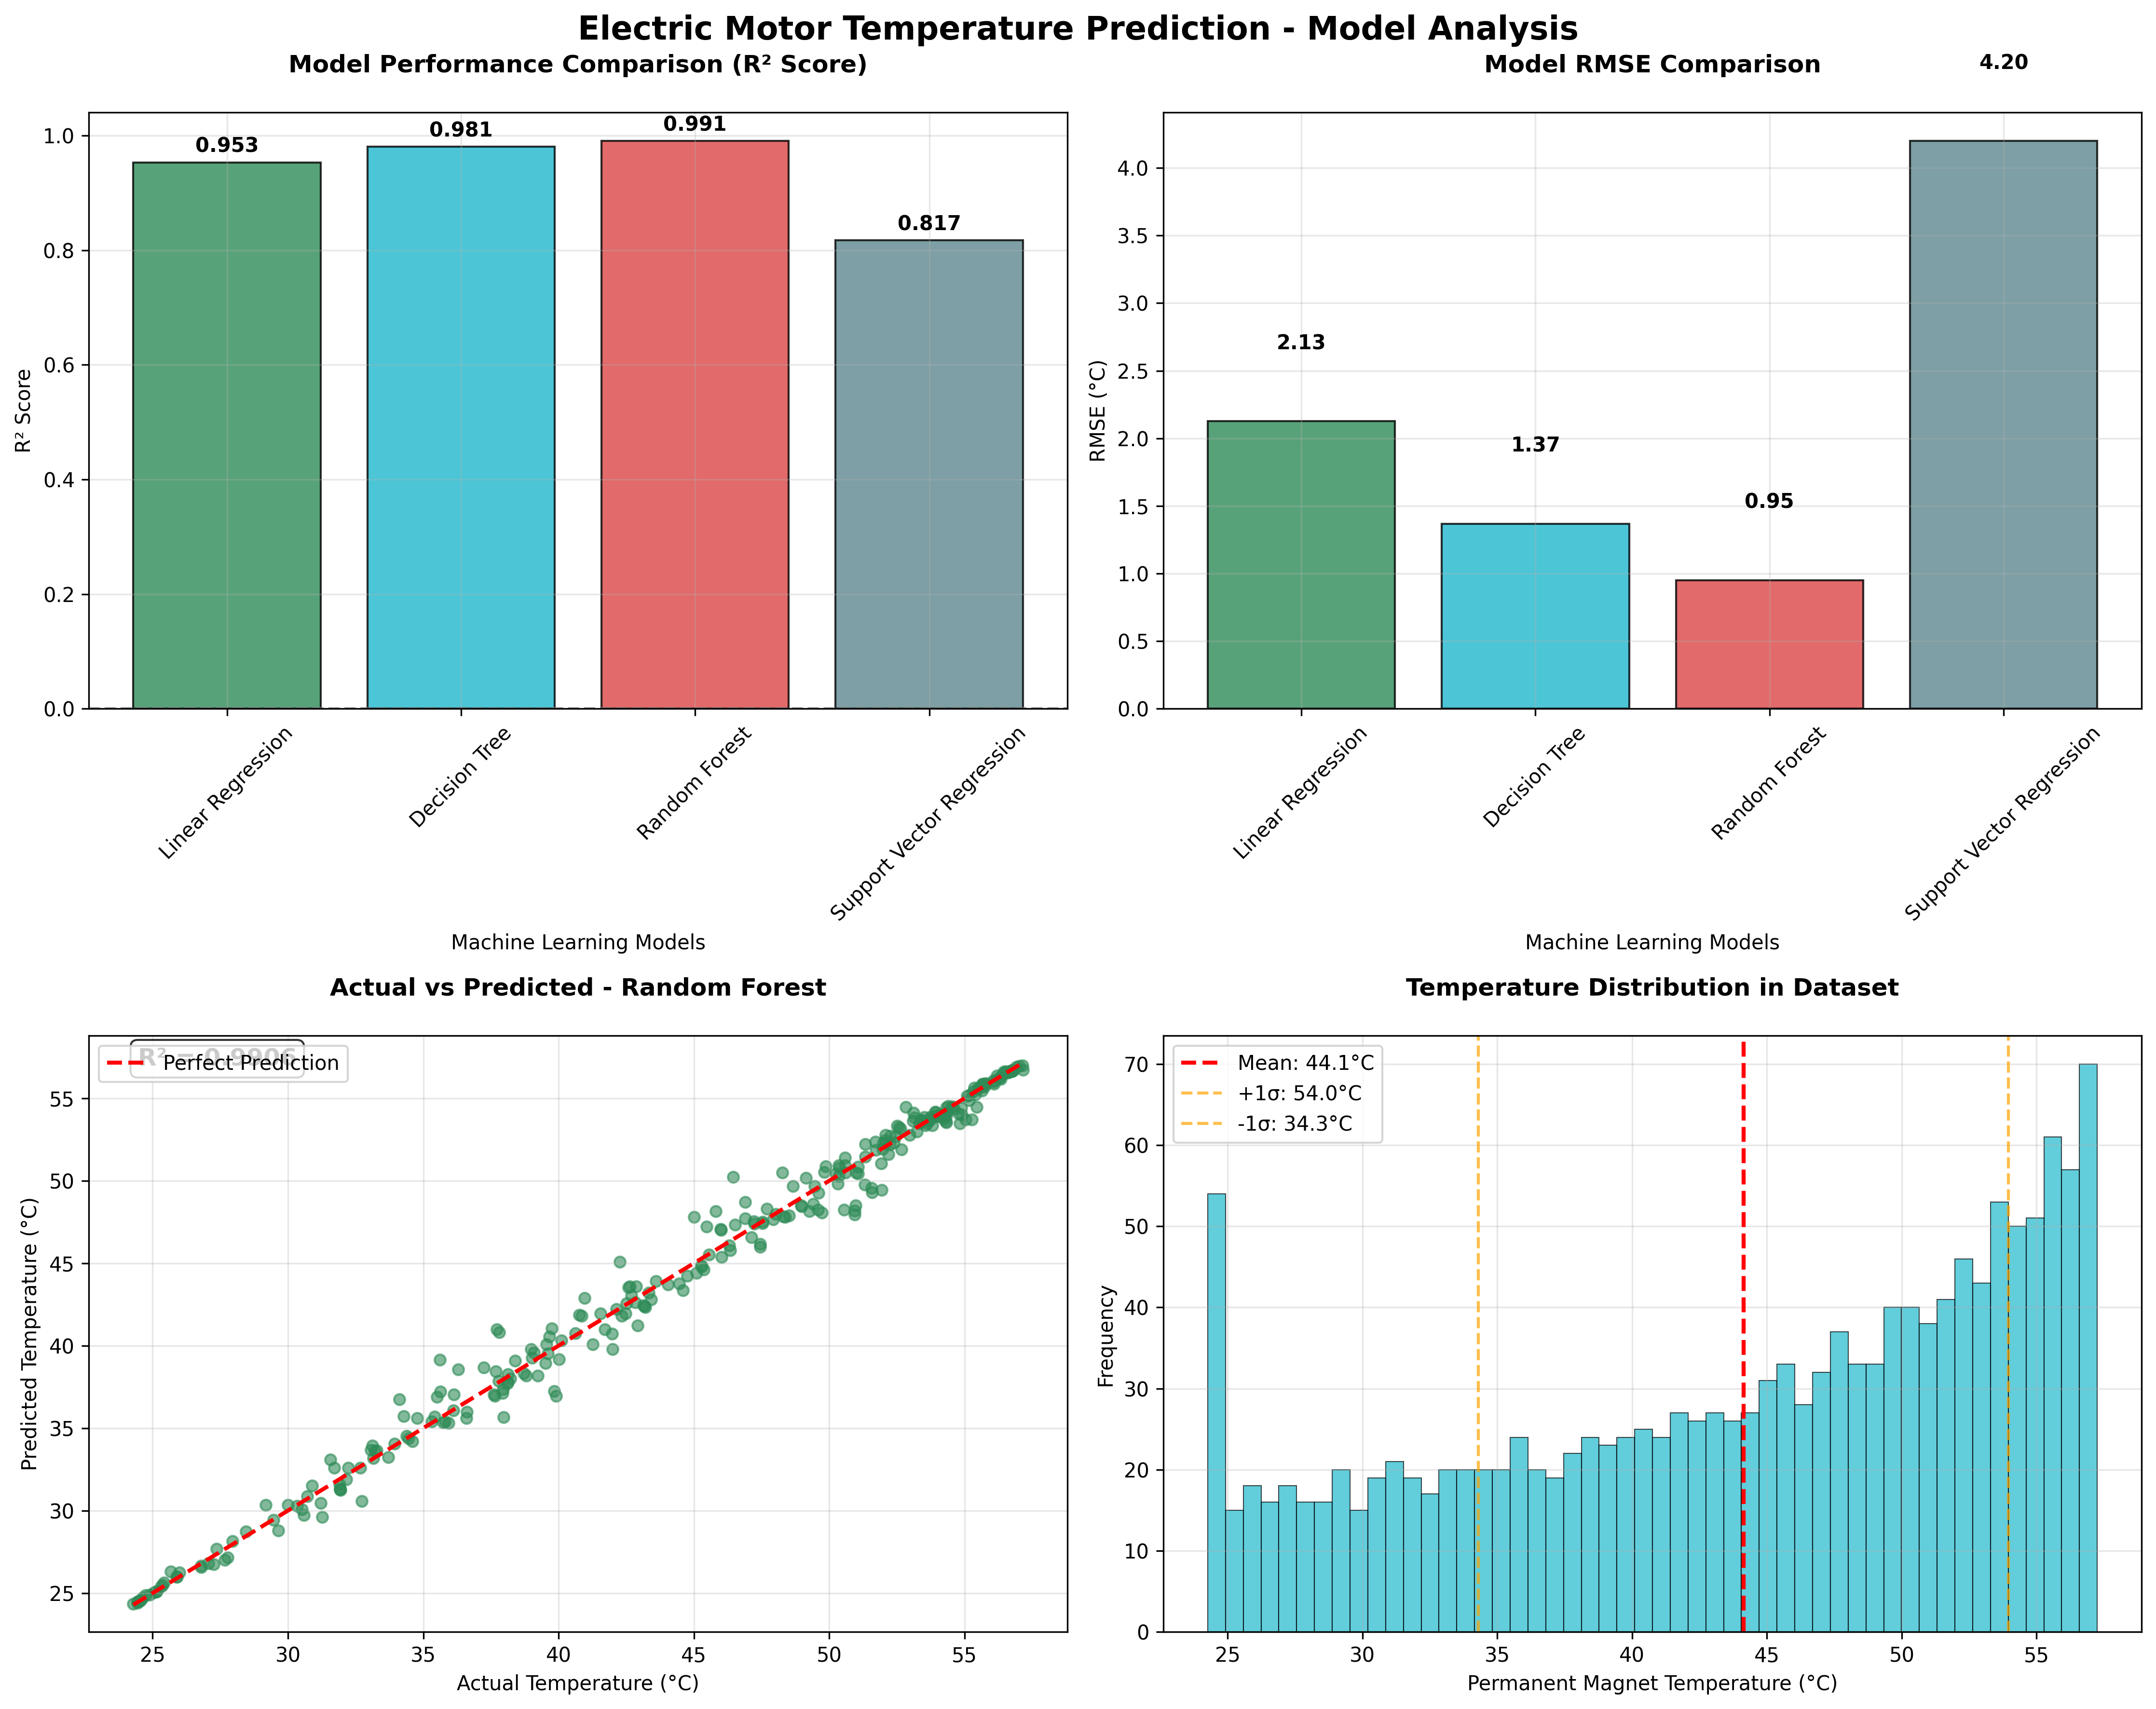 Electric Motor Temperature Prediction - Model Analysis
Model Performance Comparison (R² Score)
0.953
0.981
0.991
0.817
1.0
0.8
0.6
0.4
0.2
0.0
R² Score
Linear Regression
Decision Tree
Random Forest
Support Vector Regression
Machine Learning Models
Model RMSE Comparison
4.20
2.13
1.37
0.95
4.0
3.5
3.0
2.5
2.0
1.5
1.0
0.5
0.0
RMSE (°C)
Linear Regression
Decision Tree
Random Forest
Support Vector Regression
Machine Learning Models
Actual vs Predicted - Random Forest
R² = 0.9906
Perfect Prediction
55
50
45
40
35
30
25
Predicted Temperature (°C)
25 30 35 40 45 50 55
Actual Temperature (°C)
Temperature Distribution in Dataset
Mean: 44.1°C
+1σ: 54.0°C
-1σ: 34.3°C
70
60
50
40
30
20
10
0
Frequency
25 30 35 40 45 50 55
Permanent Magnet Temperature (°C)